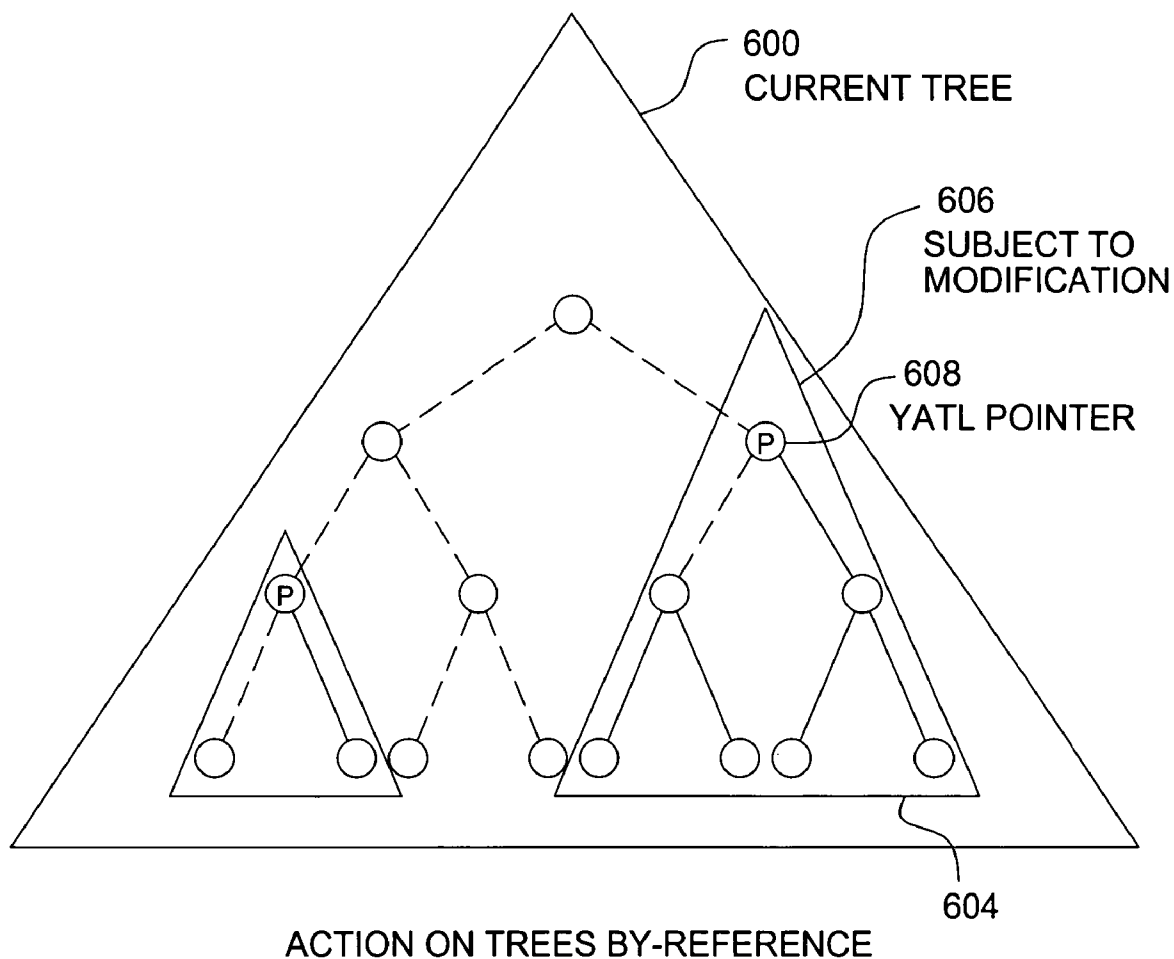 600
CURRENT TREE
606
SUBJECT TO
MODIFICATION
608
YATL POINTER
P
P
604
ACTION ON TREES BY-REFERENCE